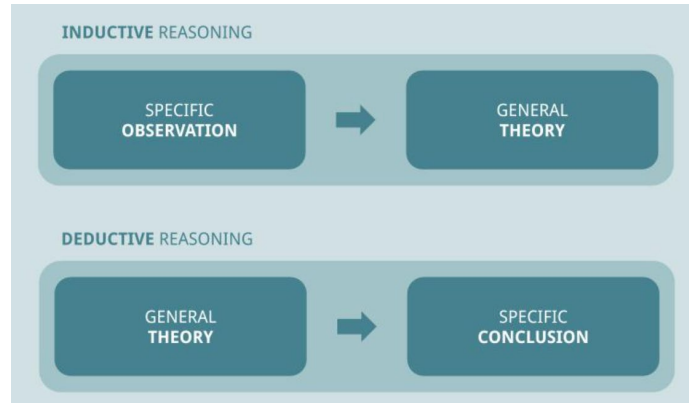 INDUCTIVE REASONING
SPECIFIC
OBSERVATION
GENERAL
THEORY
DEDUCTIVE REASONING
GENERAL
THEORY
SPECIFIC
CONCLUSION